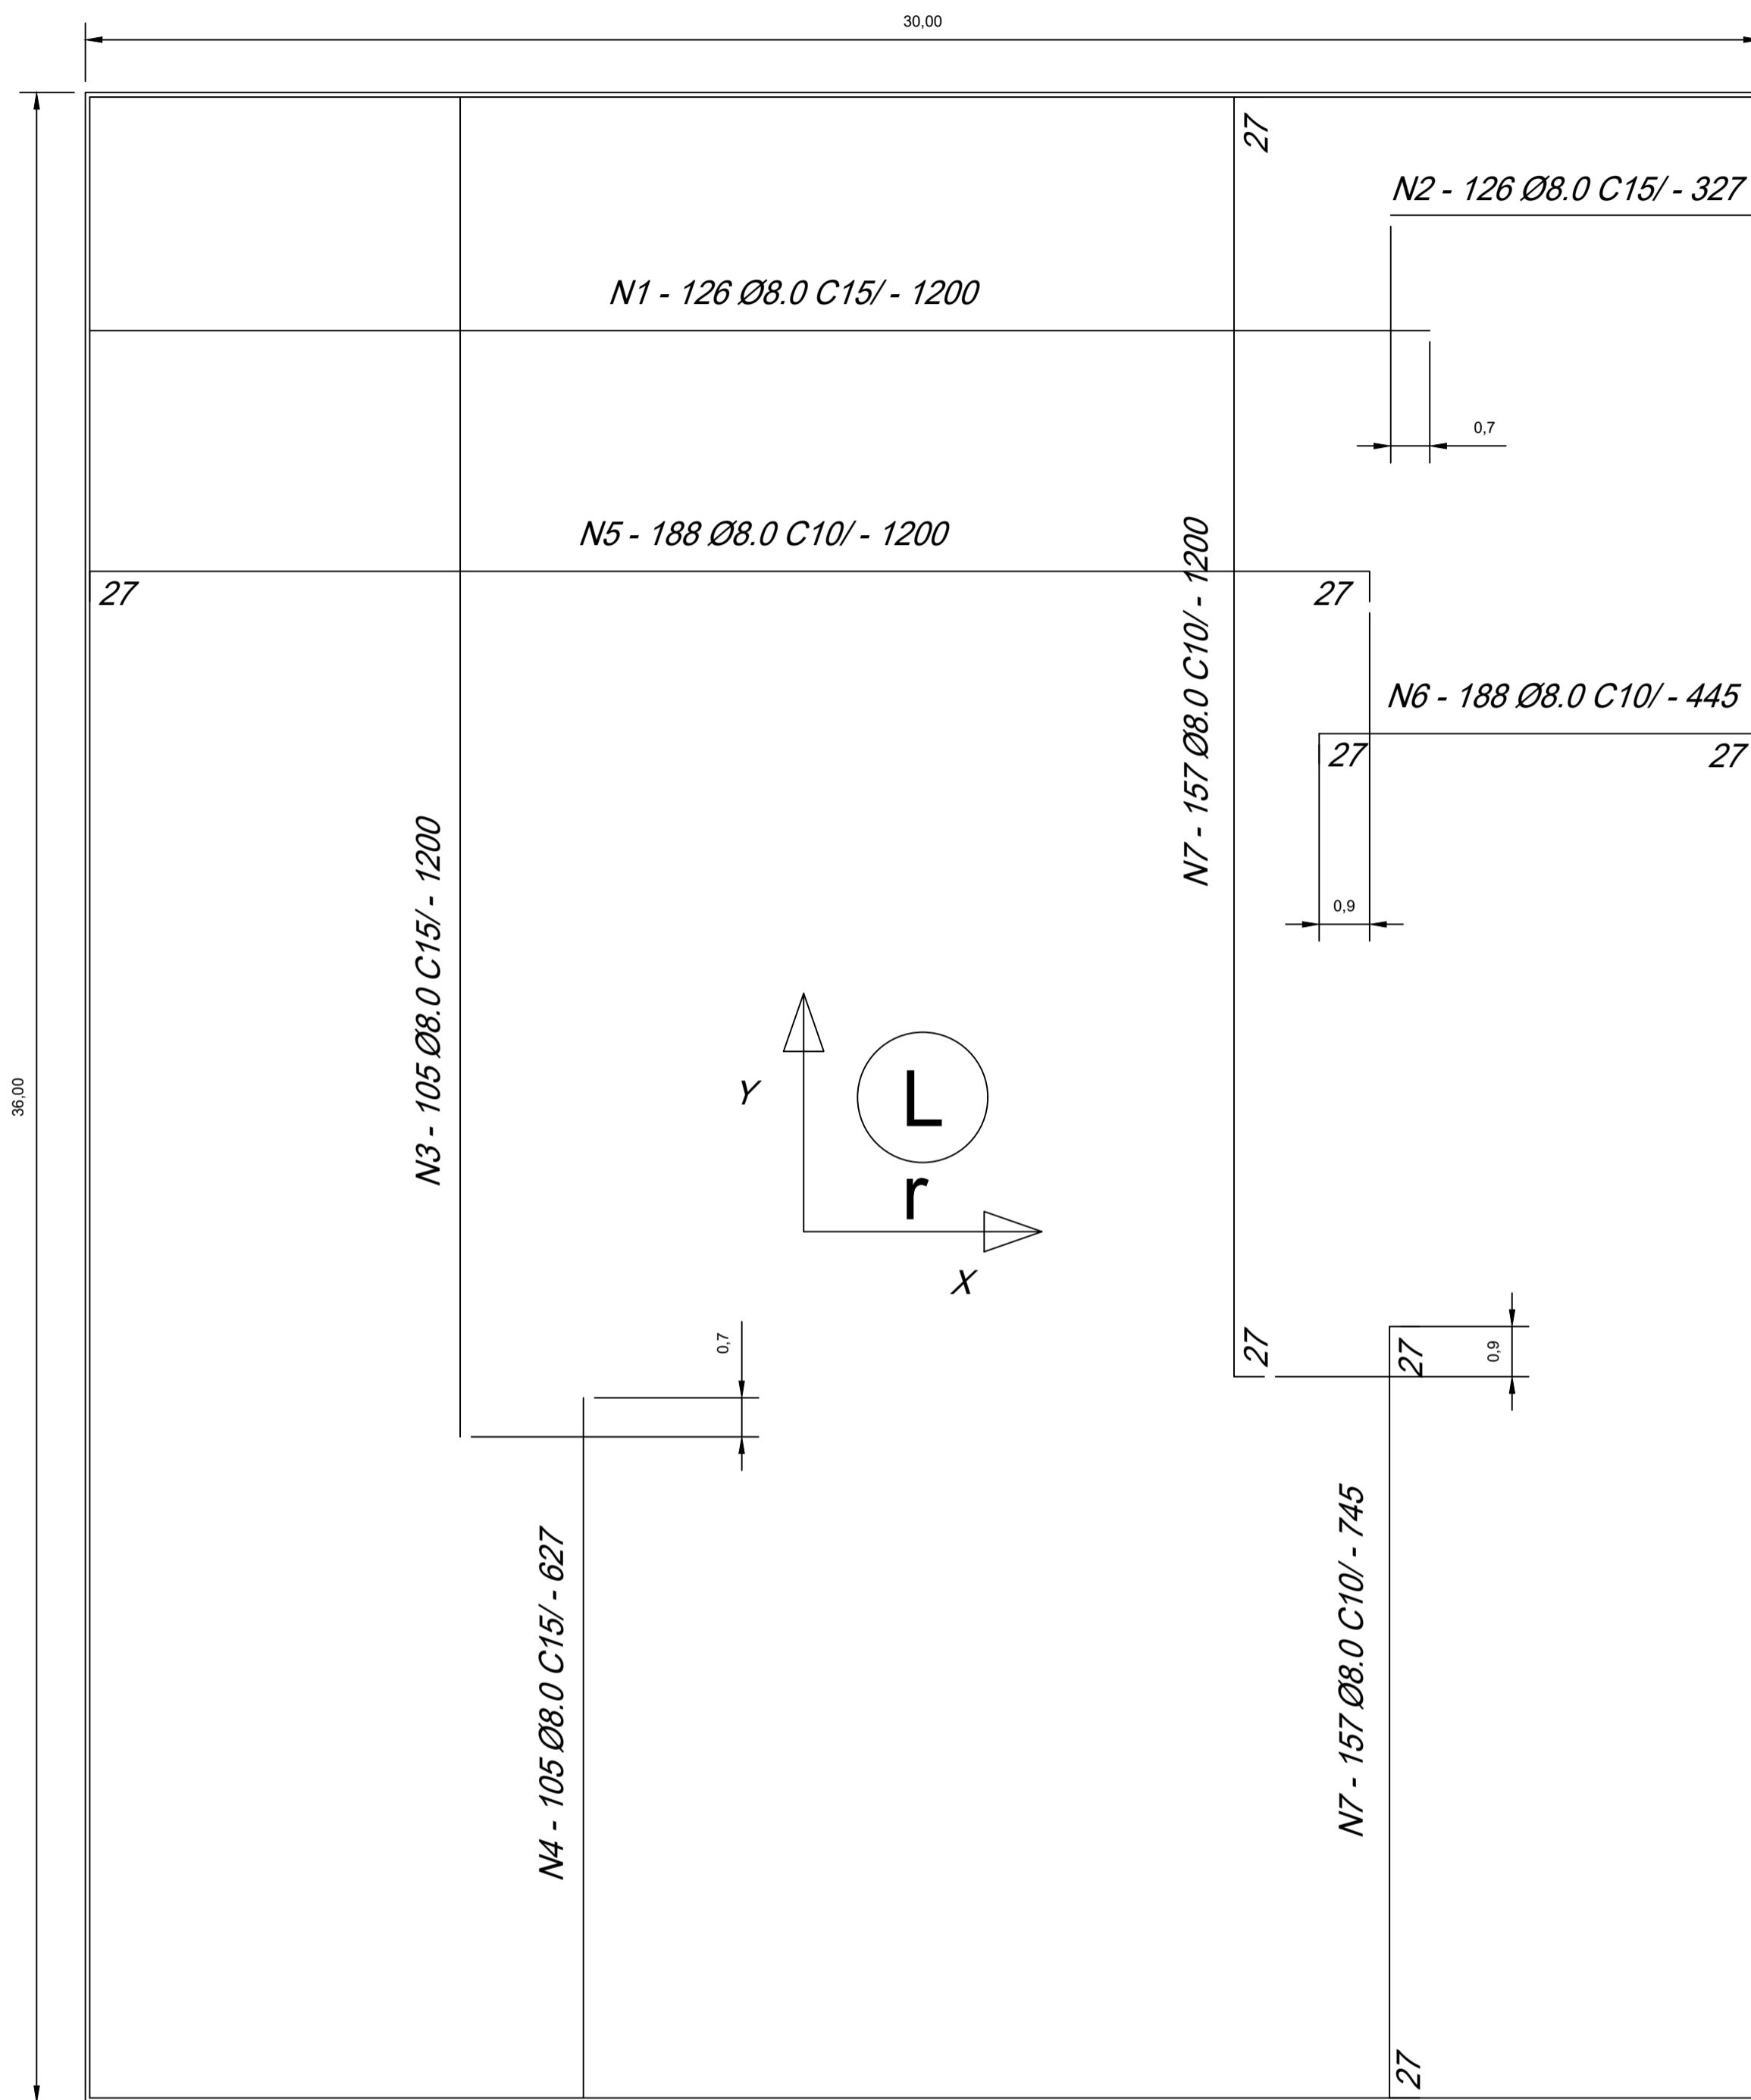 30,00
27
N2 - 126 Ø8.0 C15/ - 327
N1 - 126 Ø8.0 C15/ - 1200
0,7
N5 - 188 Ø8.0 C10/ - 1200
27
27
N7 - 157 Ø8.0 C10/ - 1200
N6 - 188 Ø8.0 C10/ - 445
27
27
N3 - 105 Ø8.0 C15/ - 1200
0,9
36,00
Y
L
r
X
0,7
27
27
0,9
N4 - 105 Ø8.0 C15/ - 627
N7 - 157 Ø8.0 C10/ - 745
27